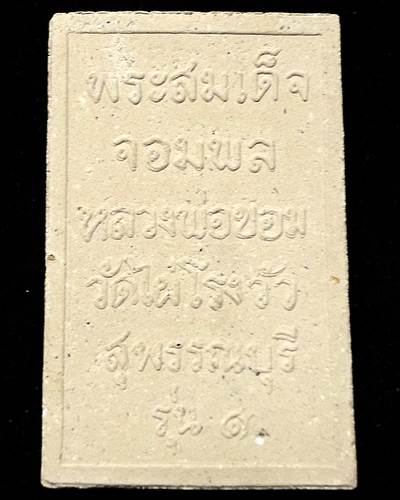 พระสมเด็จ
จอมพล
หลวงพ่อขอม
วัดไผ่โรงวัว
สุพรรณบุรี
รุ่น ๑